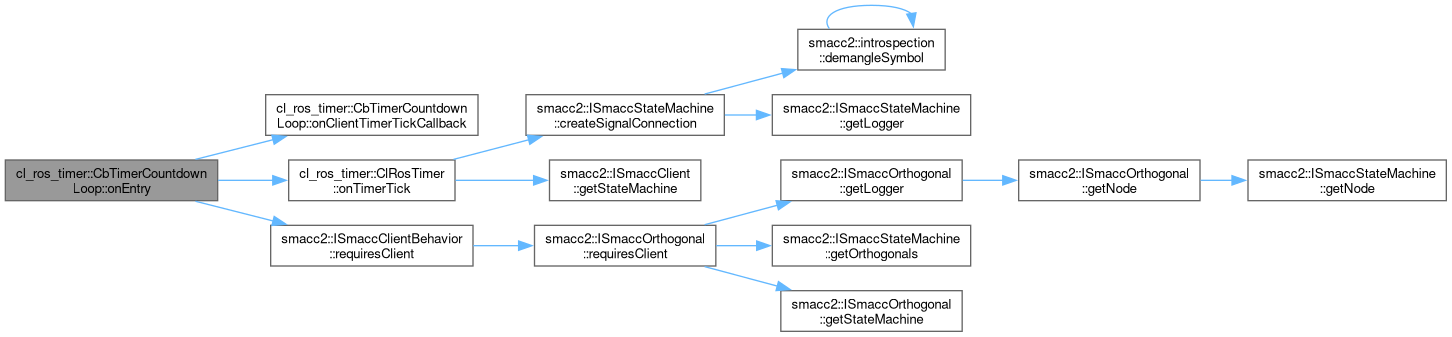 smacc2::introspection
::demangleSymbol
cl_ros_timer::CbTimerCountdown
Loop::onClientTimerTickCallback
smacc2::ISmaccStateMachine
::createSignalConnection
smacc2::ISmaccStateMachine
::getLogger
cl_ros_timer::CbTimerCountdown
Loop::onEntry
cl_ros_timer::ClRosTimer
::onTimerTick
smacc2::ISmaccClient
::getStateMachine
smacc2::ISmaccOrthogonal
::getLogger
smacc2::ISmaccOrthogonal
::getNode
smacc2::ISmaccStateMachine
::getNode
smacc2::ISmaccClientBehavior
::requiresClient
smacc2::ISmaccOrthogonal
::requiresClient
smacc2::ISmaccStateMachine
::getOrthogonals
smacc2::ISmaccOrthogonal
::getStateMachine